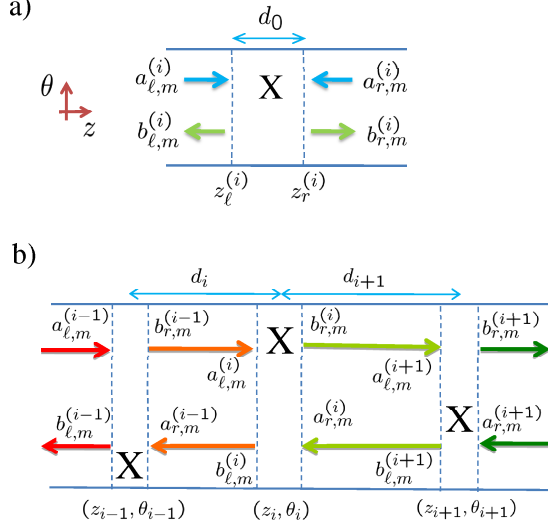 a)
d_0
a_{ℓ,m}^{(i)} X a_{r,m}^{(i)}
θ
z
b_{ℓ,m}^{(i)} b_{r,m}^{(i)}
z_ℓ^{(i)} z_r^{(i)}
b)
d_i d_{i+1}
a_{ℓ,m}^{(i-1)} b_{r,m}^{(i-1)} X b_{r,m}^{(i)} b_{r,m}^{(i+1)}
a_{ℓ,m}^{(i)} a_{ℓ,m}^{(i+1)}
b_{ℓ,m}^{(i-1)} a_{r,m}^{(i-1)} a_{r,m}^{(i)} X a_{r,m}^{(i+1)}
X b_{ℓ,m}^{(i)} b_{ℓ,m}^{(i+1)}
(z_{i-1}, θ_{i-1}) (z_i, θ_i) (z_{i+1}, θ_{i+1})